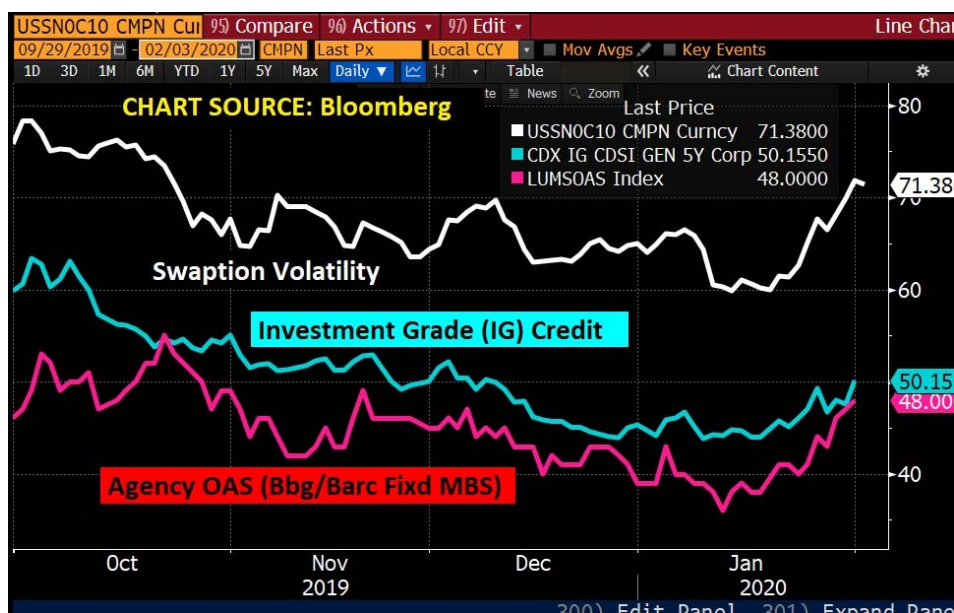 USSN0C10 CMPN Cur 95) Compare 96) Actions 97) Edit Line Char
09/29/2019 - 02/03/2020 CMPN Last Px Local CCY Mov Avgs Key Events
1D 3D 1M 6M YTD 1Y 5Y Max Daily ▼ Table « Chart Content
te News Zoom
CHART SOURCE: Bloomberg
Last Price
USSN0C10 CMPN Curncy 71.3800
CDX IG CDSI GEN 5Y Corp 50.1550
LUMSOAS Index 48.0000
80
71.38
70
Swaption Volatility
60
Investment Grade (IG) Credit
50.15
48.00
Agency OAS (Bbg/Barc Fixd MBS)
40
Oct Nov Dec Jan
2019 2020
300) Edit Panel 301) Expand Pane